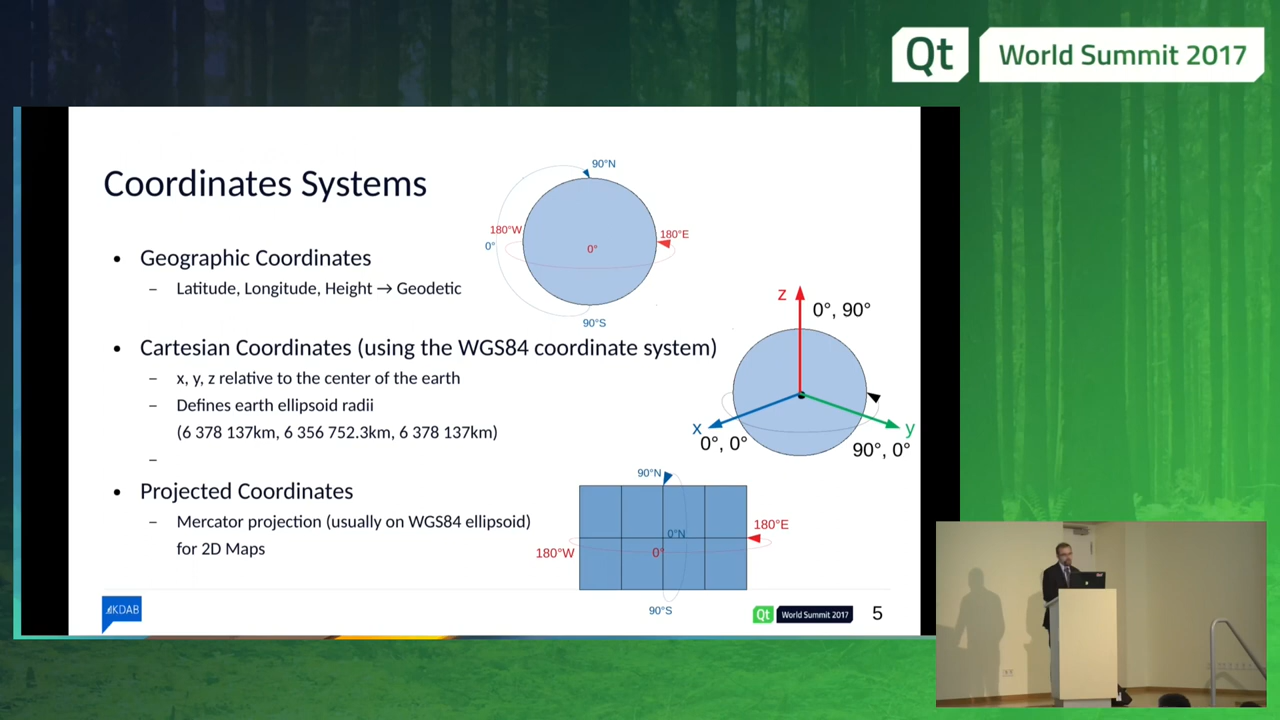 Qt World Summit 2017
Coordinates Systems
90°N
180°W
180°E
0°
0°
90°S
• Geographic Coordinates
– Latitude, Longitude, Height → Geodetic
• Cartesian Coordinates (using the WGS84 coordinate system)
– x, y, z relative to the center of the earth
– Defines earth ellipsoid radii
(6 378 137km, 6 356 752.3km, 6 378 137km)
–
z
0°, 90°
x
0°, 0°
y
90°, 0°
• Projected Coordinates
– Mercator projection (usually on WGS84 ellipsoid)
for 2D Maps
90°N
0°N
180°E
180°W
0°
90°S
KDAB
Qt World Summit 2017
5